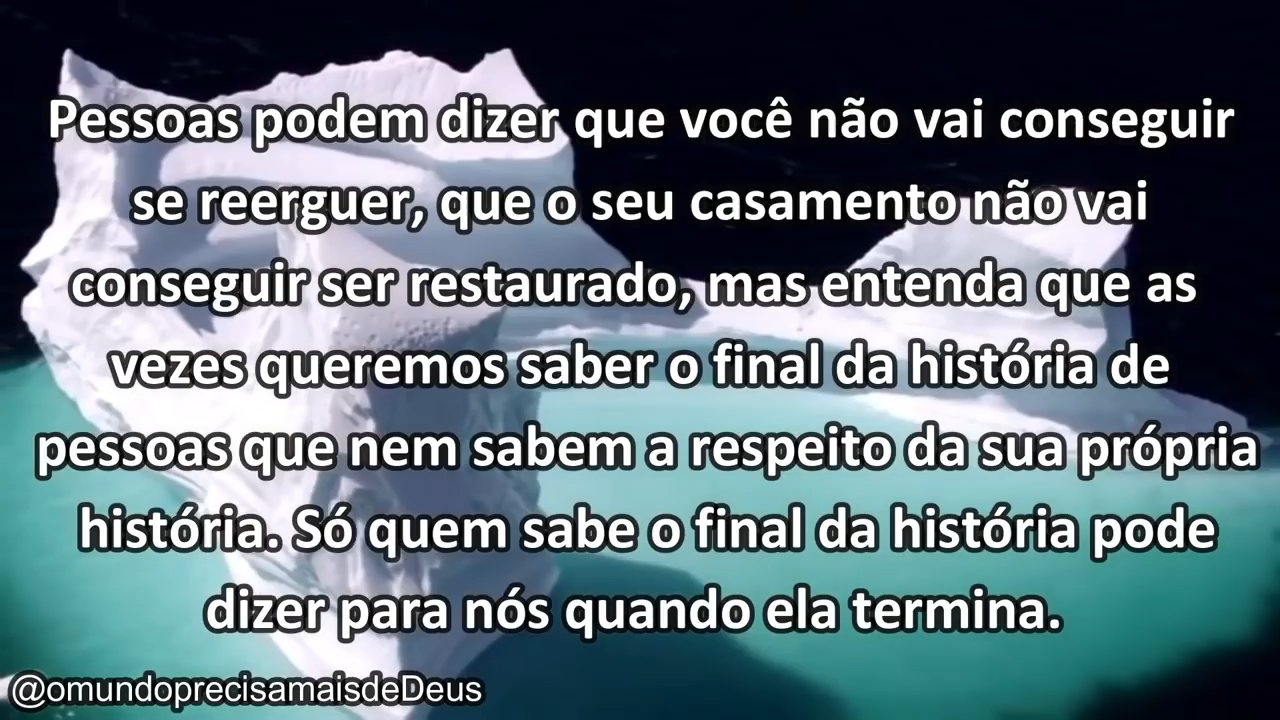 Pessoas podem dizer que você não vai conseguir
se reerguer, que o seu casamento não vai
conseguir ser restaurado, mas entenda que as
vezes queremos saber o final da história de
pessoas que nem sabem a respeito da sua própria
história. Só quem sabe o final da história pode
dizer para nós quando ela termina.
@omundoprecisamaisdeDeus